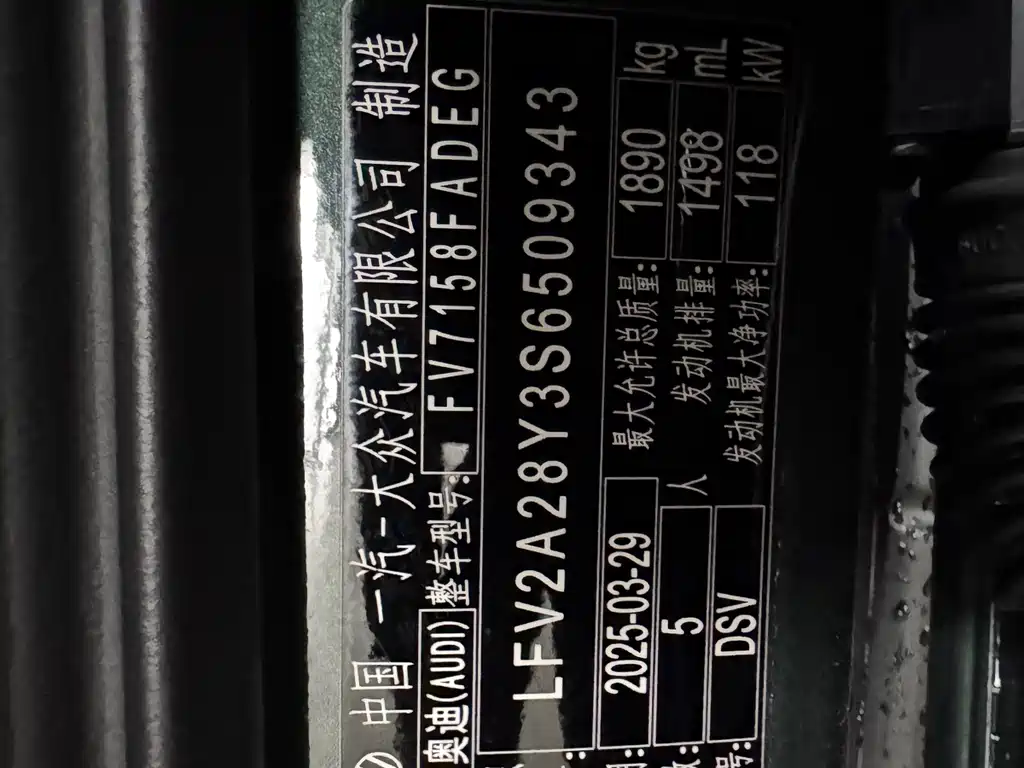 中国 一汽-大众汽车有限公司 制造
奥迪(AUDI) 整车型号: FV7158FADEG
LFV2A28Y3S6509343
2025-03-29 最大允许总质量: 1890 kg
5 人 发动机排量: 1498 mL
DSV 发动机最大净功率: 118 kW